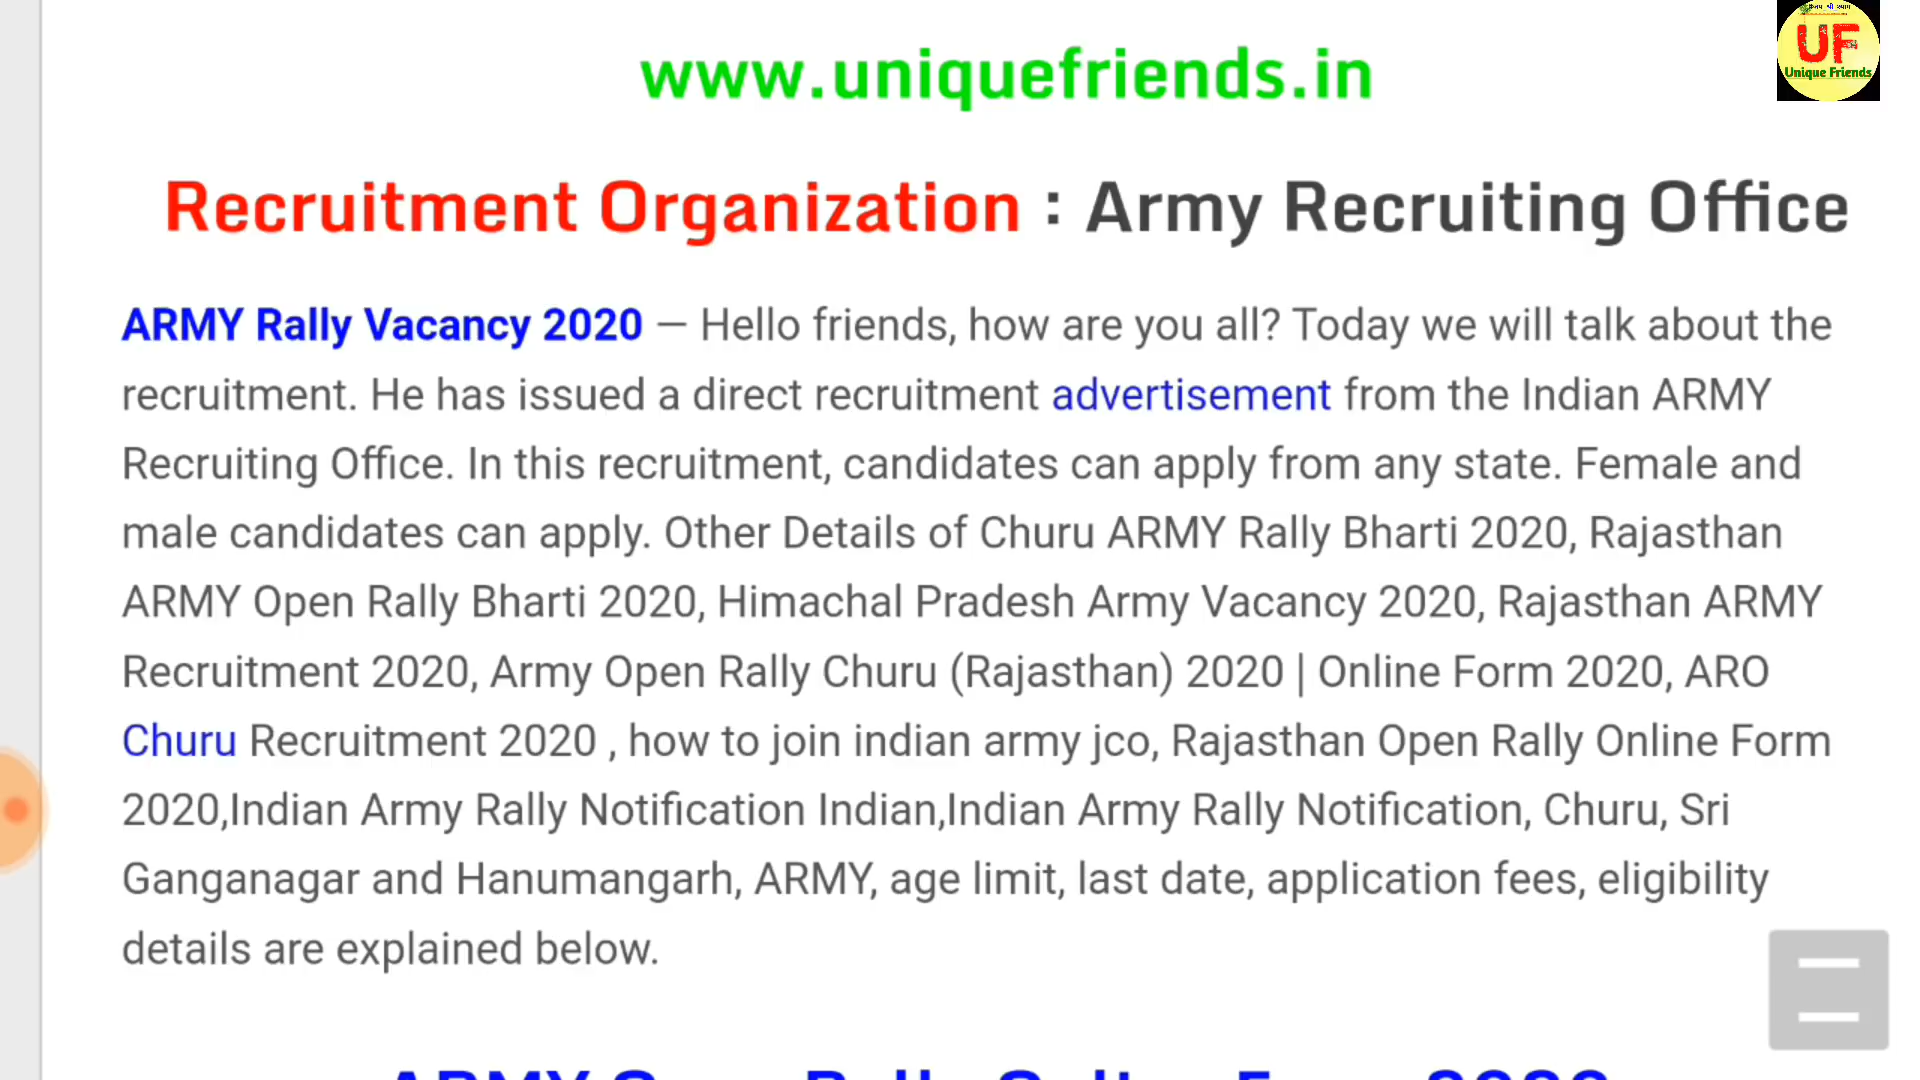 www.uniquefriends.in
UF
Unique Friends
Recruitment Organization : Army Recruiting Office
ARMY Rally Vacancy 2020 — Hello friends, how are you all? Today we will talk about the
recruitment. He has issued a direct recruitment advertisement from the Indian ARMY
Recruiting Office. In this recruitment, candidates can apply from any state. Female and
male candidates can apply. Other Details of Churu ARMY Rally Bharti 2020, Rajasthan
ARMY Open Rally Bharti 2020, Himachal Pradesh Army Vacancy 2020, Rajasthan ARMY
Recruitment 2020, Army Open Rally Churu (Rajasthan) 2020 | Online Form 2020, ARO
Churu Recruitment 2020 , how to join indian army jco, Rajasthan Open Rally Online Form
2020,Indian Army Rally Notification Indian,Indian Army Rally Notification, Churu, Sri
Ganganagar and Hanumangarh, ARMY, age limit, last date, application fees, eligibility
details are explained below.